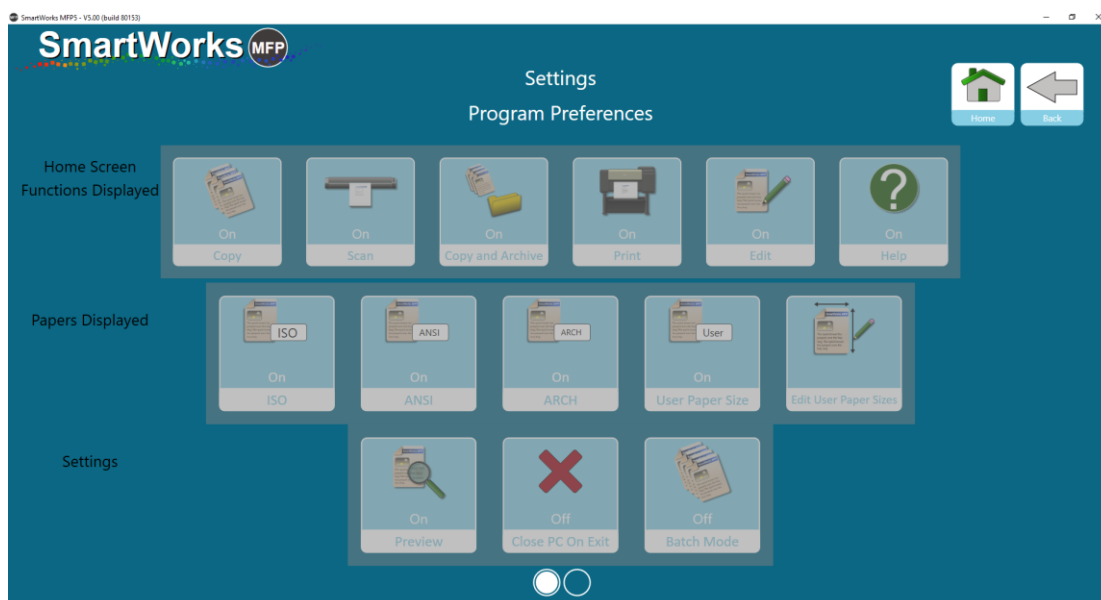 SmartWorks MFP5 - V5.00 (build 80153)
SmartWorks MFP
Settings
Program Preferences
Home
Back
Home Screen
Functions Displayed
On
Copy
On
Scan
On
Copy and Archive
On
Print
On
Edit
On
Help
Papers Displayed
ISO
On
ISO
ANSI
On
ANSI
ARCH
On
ARCH
User
On
User Paper Size
Edit User Paper Sizes
Settings
On
Preview
Off
Close PC On Exit
Off
Batch Mode